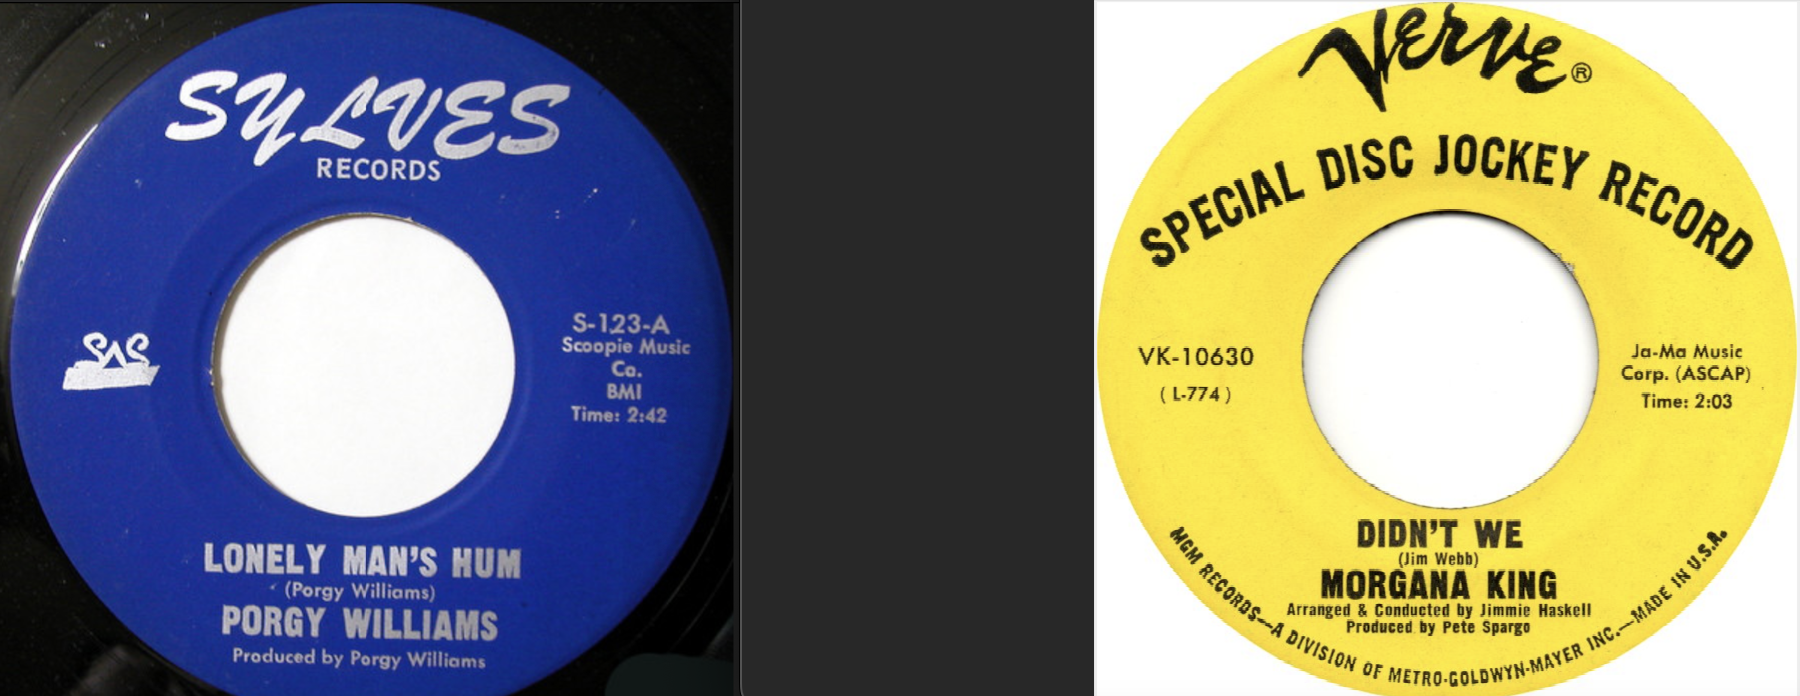 SYLVES
RECORDS
SAS
S-123-A
Scoopie Music
Co.
BMI
Time: 2:42
LONELY MAN'S HUM
(Porgy Williams)
PORGY WILLIAMS
Produced by Porgy Williams
Verve®
SPECIAL DISC JOCKEY RECORD
VK-10630
( L-774 )
Ja-Ma Music
Corp. (ASCAP)
Time: 2:03
DIDN'T WE
(Jim Webb)
MORGANA KING
Arranged & Conducted by Jimmie Haskell
Produced by Pete Spargo
MGM RECORDS—A DIVISION OF METRO-GOLDWYN-MAYER INC.—MADE IN U.S.A.